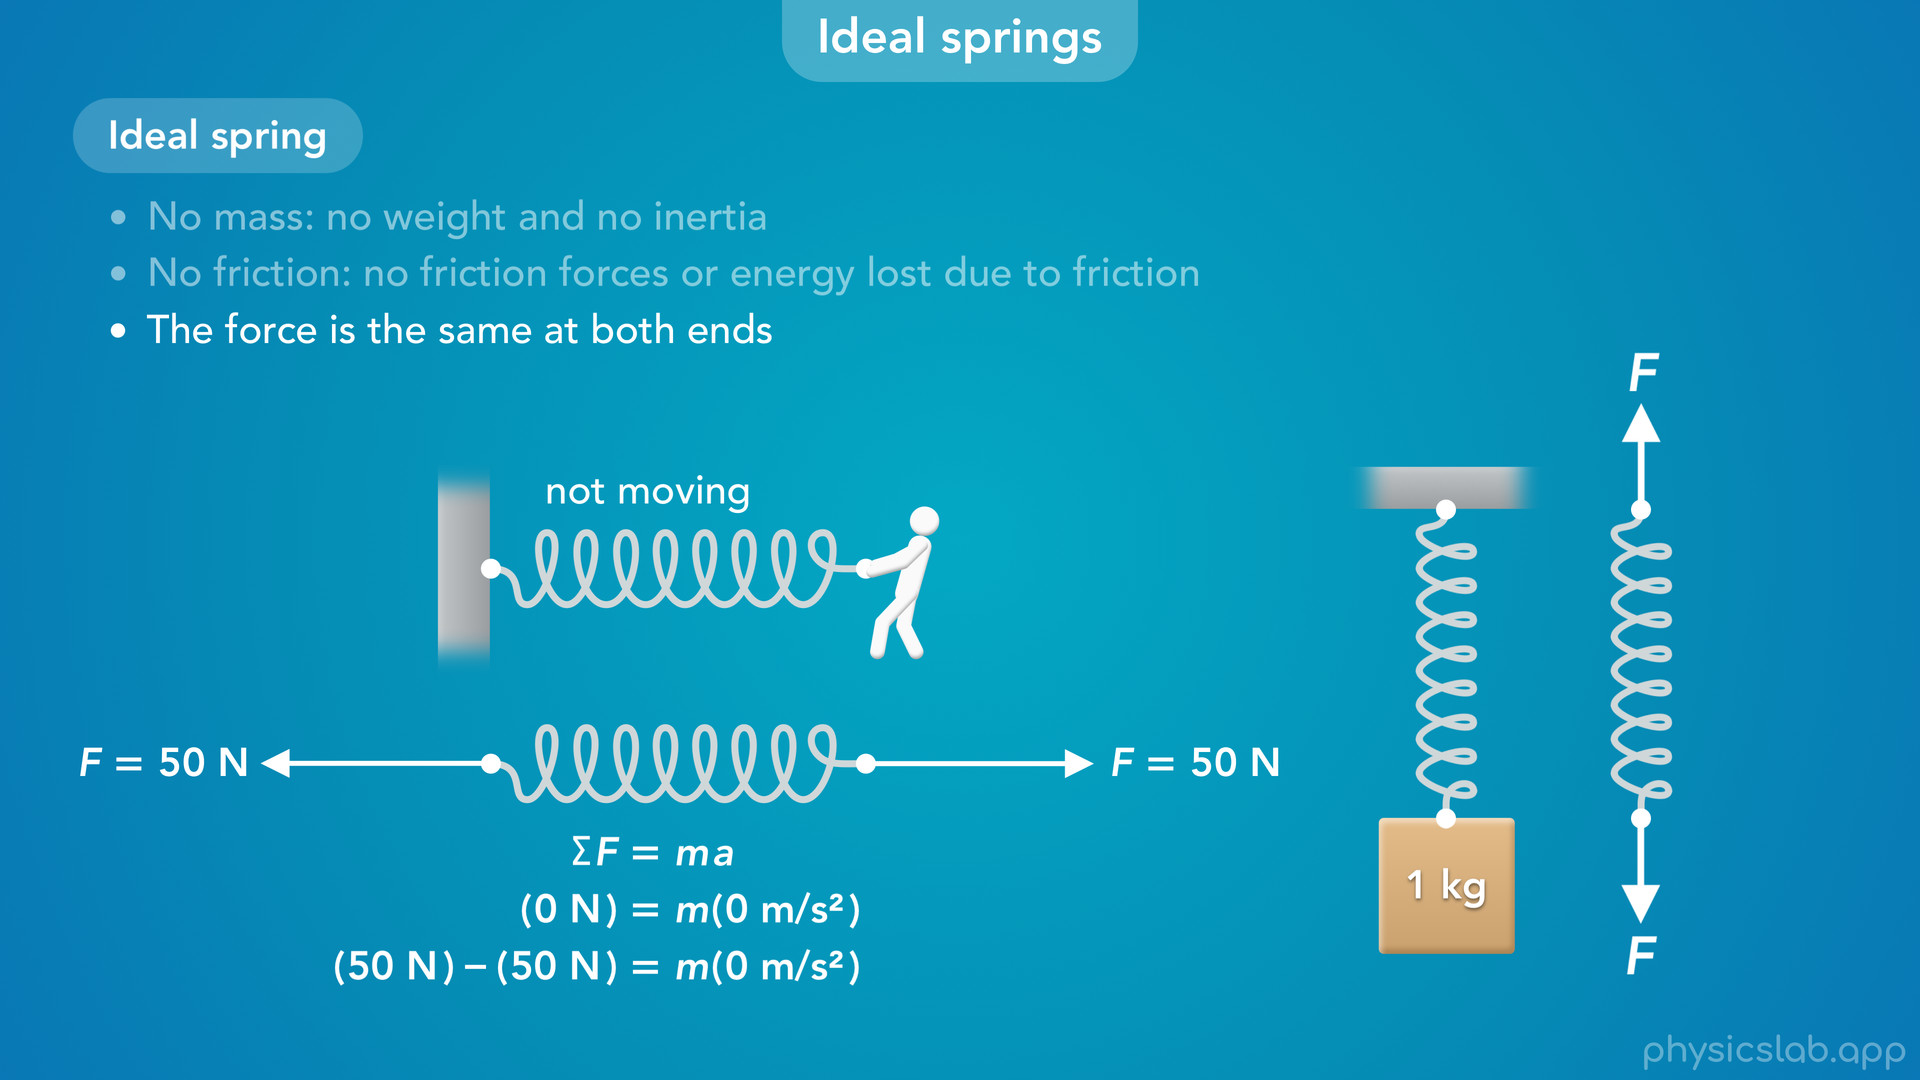 Ideal springs
Ideal spring
• No mass: no weight and no inertia
• No friction: no friction forces or energy lost due to friction
• The force is the same at both ends
not moving
F = 50 N
F = 50 N
ΣF = ma
(0 N) = m(0 m/s²)
(50 N) – (50 N) = m(0 m/s²)
F
1 kg
F
physicslab.app